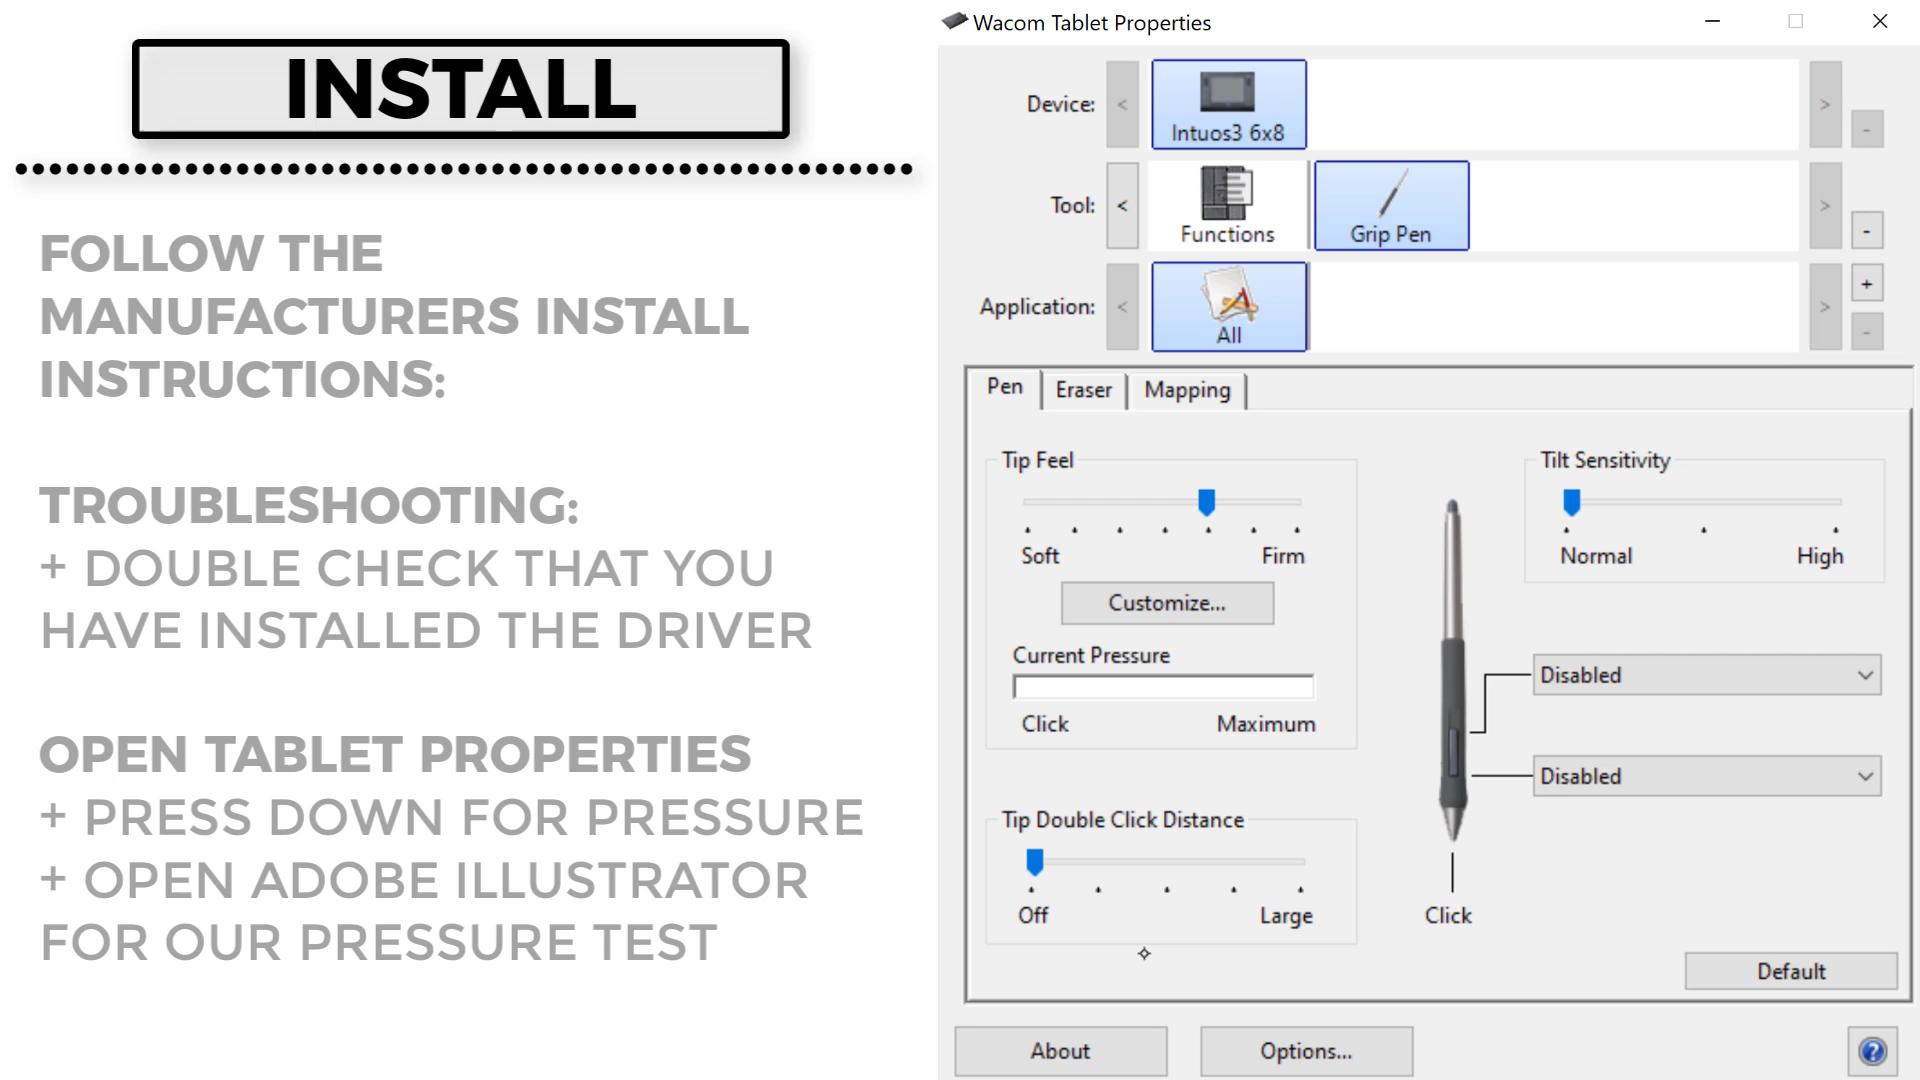 INSTALL
FOLLOW THE
MANUFACTURERS INSTALL
INSTRUCTIONS:
TROUBLESHOOTING:
+ DOUBLE CHECK THAT YOU
HAVE INSTALLED THE DRIVER
OPEN TABLET PROPERTIES
+ PRESS DOWN FOR PRESSURE
+ OPEN ADOBE ILLUSTRATOR
FOR OUR PRESSURE TEST
Wacom Tablet Properties
Device: < Intuos3 6x8 > -
Tool: < Functions Grip Pen > -
Application: < All > + -
Pen Eraser Mapping
Tip Feel
Soft Firm
Customize...
Current Pressure
Click Maximum
Tip Double Click Distance
Off Large
Click
Tilt Sensitivity
Normal High
Disabled
Disabled
Default
About Options... ?